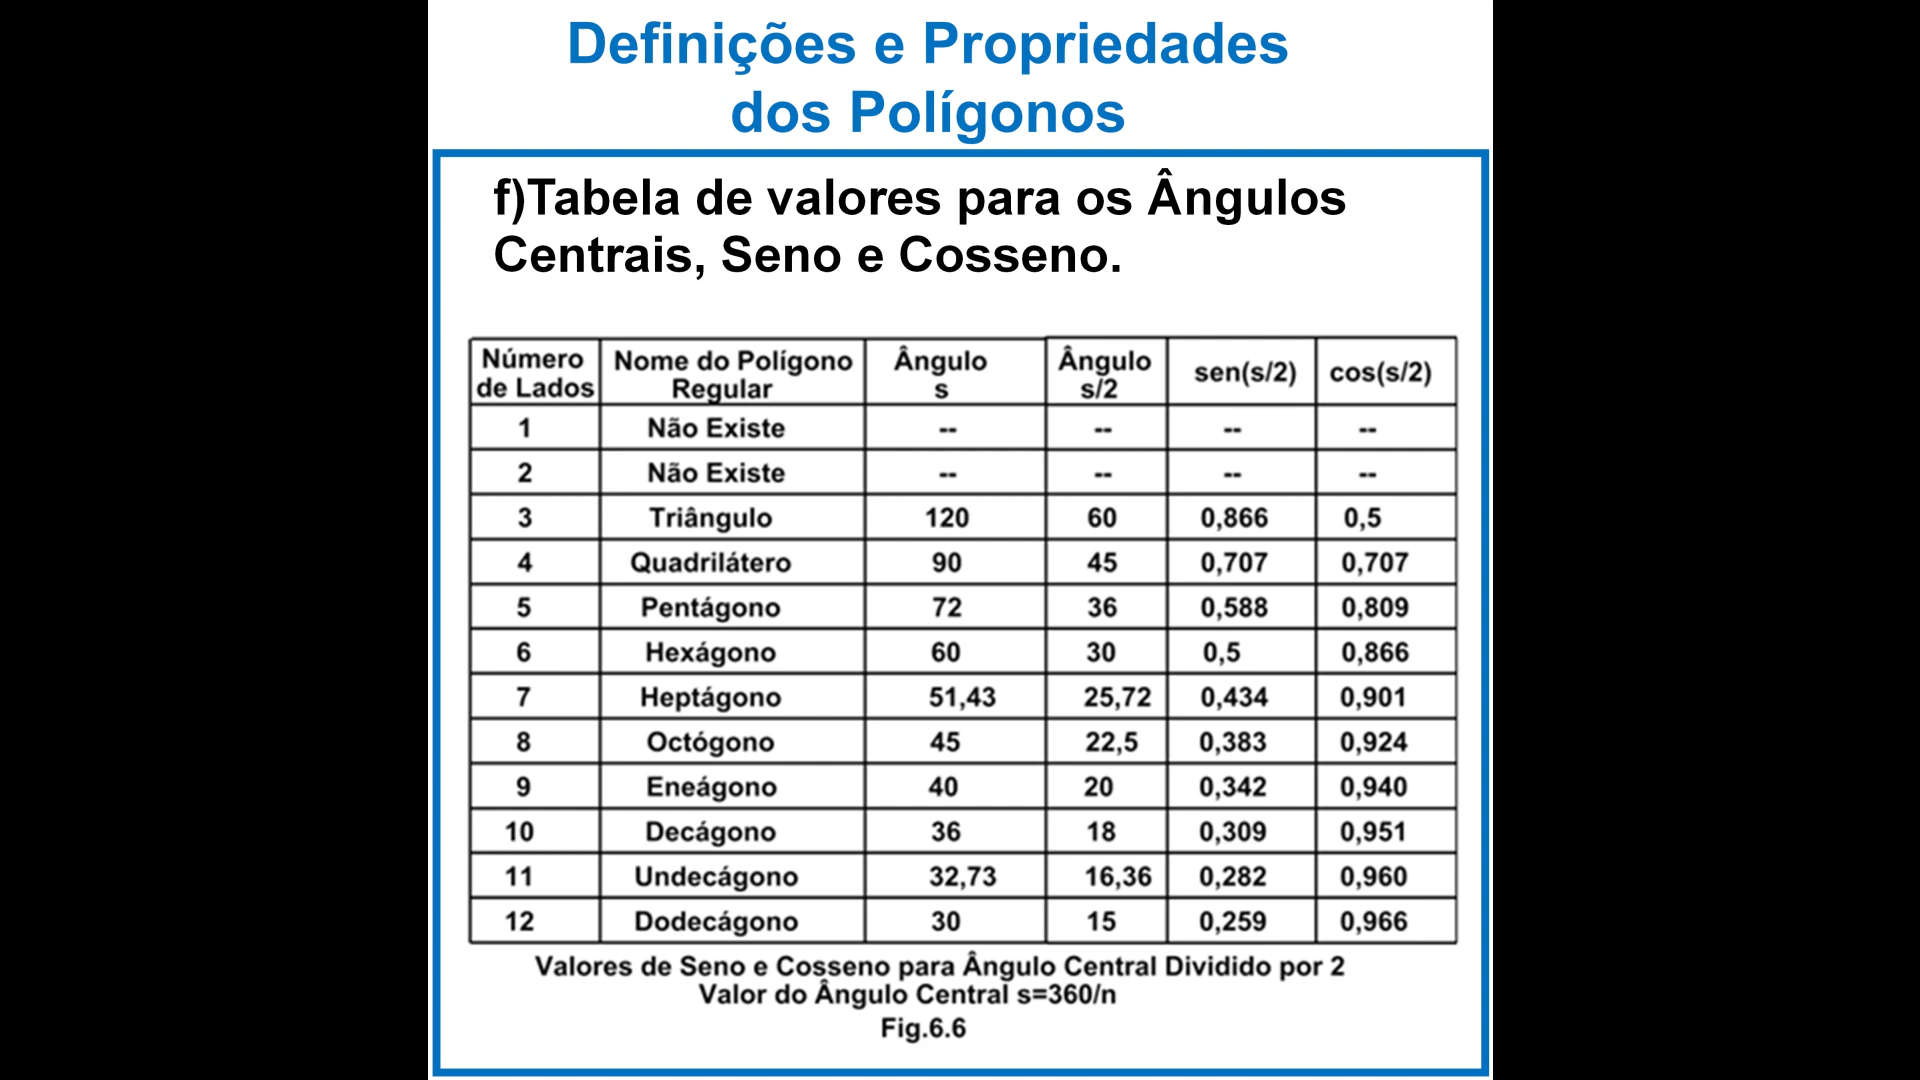 Definições e Propriedades
dos Polígonos
f)Tabela de valores para os Ângulos
Centrais, Seno e Cosseno.
Número de Lados Nome do Polígono Regular Ângulo s Ângulo s/2 sen(s/2) cos(s/2)
1 Não Existe -- -- -- --
2 Não Existe -- -- -- --
3 Triângulo 120 60 0,866 0,5
4 Quadrilátero 90 45 0,707 0,707
5 Pentágono 72 36 0,588 0,809
6 Hexágono 60 30 0,5 0,866
7 Heptágono 51,43 25,72 0,434 0,901
8 Octógono 45 22,5 0,383 0,924
9 Eneágono 40 20 0,342 0,940
10 Decágono 36 18 0,309 0,951
11 Undecágono 32,73 16,36 0,282 0,960
12 Dodecágono 30 15 0,259 0,966
Valores de Seno e Cosseno para Ângulo Central Dividido por 2
Valor do Ângulo Central s=360/n
Fig.6.6